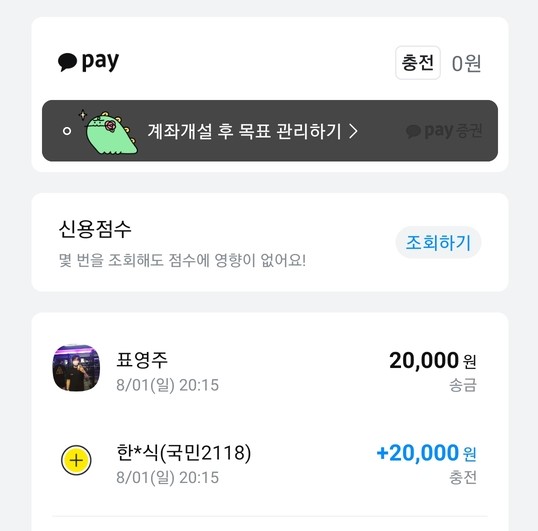 pay 충전 0원
계좌개설 후 목표 관리하기 > pay 증권
신용점수
조회하기
몇 번을 조회해도 점수에 영향이 없어요!
표영주 20,000 원
8/01(일) 20:15 송금
한*식(국민2118) +20,000 원
8/01(일) 20:15 충전